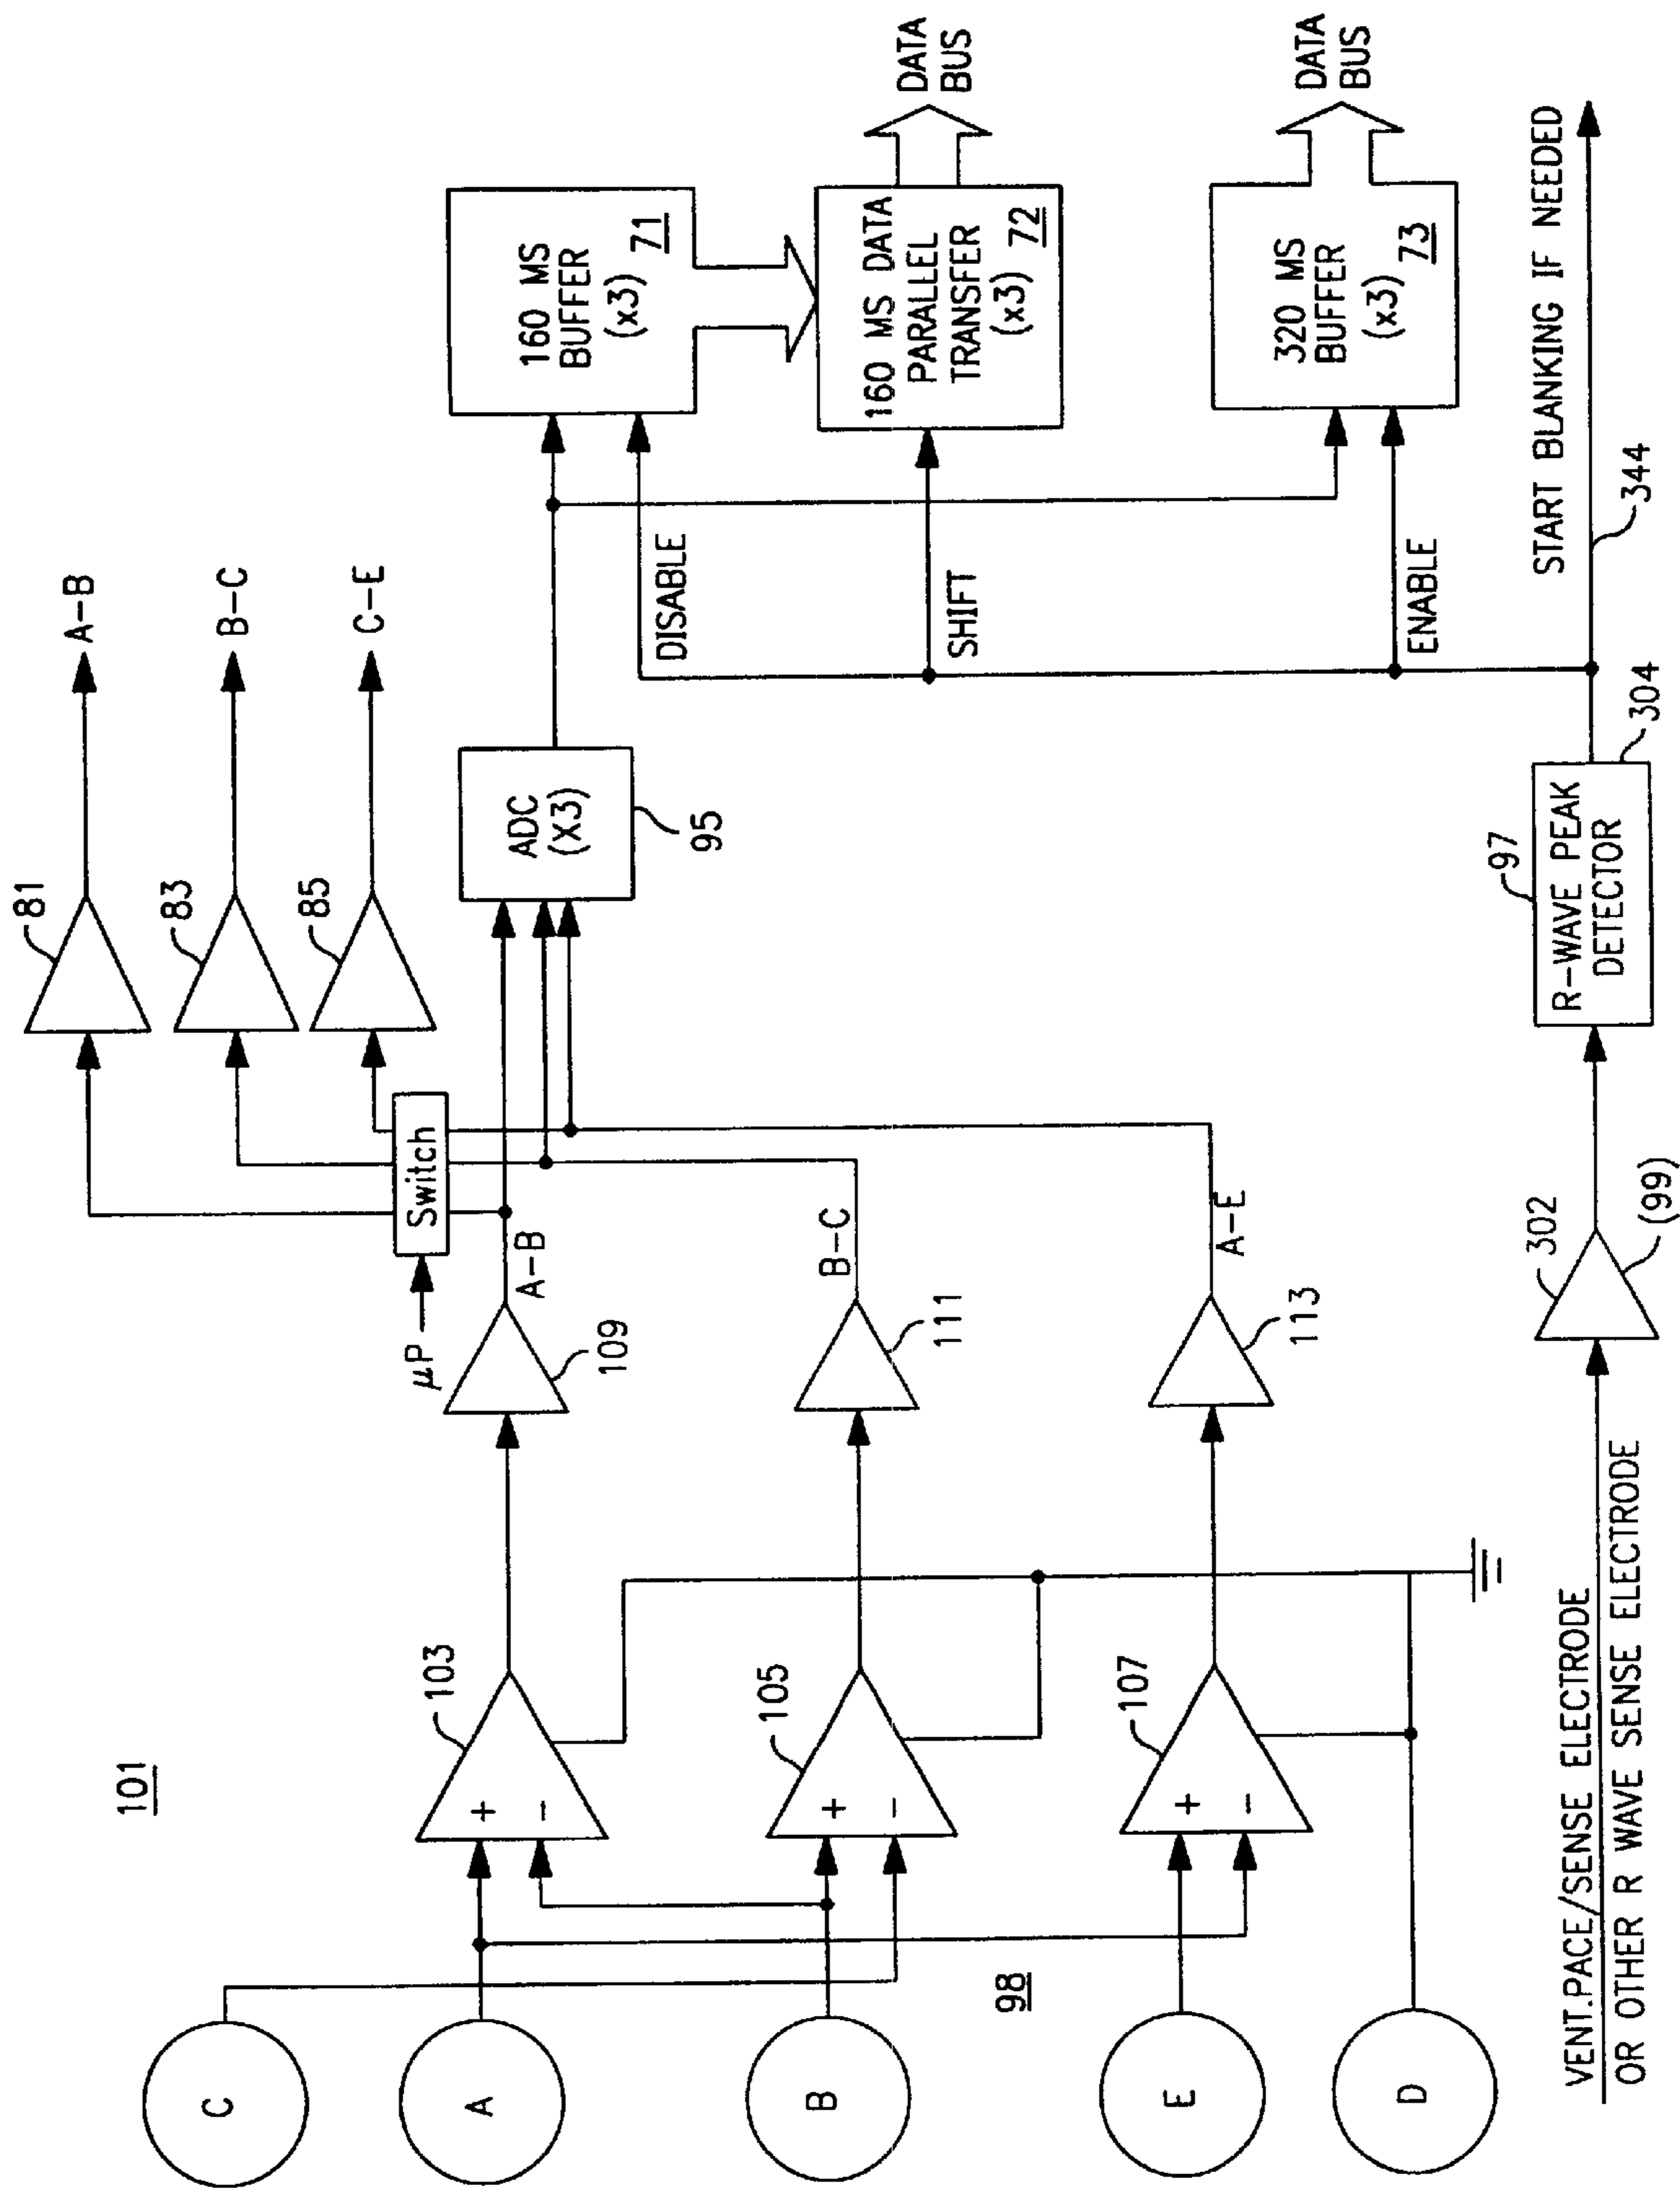 101
98
C
A
B
E
D
+
−
103
+
−
105
+
−
107
109
A−B
111
B−C
113
A−E
µP
Switch
81
A−B
83
B−C
85
C−E
ADC
(X3)
95
160 MS
BUFFER
(x3)
71
160 MS DATA
PARALLEL
TRANSFER
(x3)
72
320 MS
BUFFER
(x3)
73
DATA
BUS
DATA
BUS
DISABLE
SHIFT
ENABLE
START BLANKING IF NEEDED
344
VENT.PACE/SENSE ELECTRODE
OR OTHER R WAVE SENSE ELECTRODE
302
(99)
97
R−WAVE PEAK
DETECTOR
304